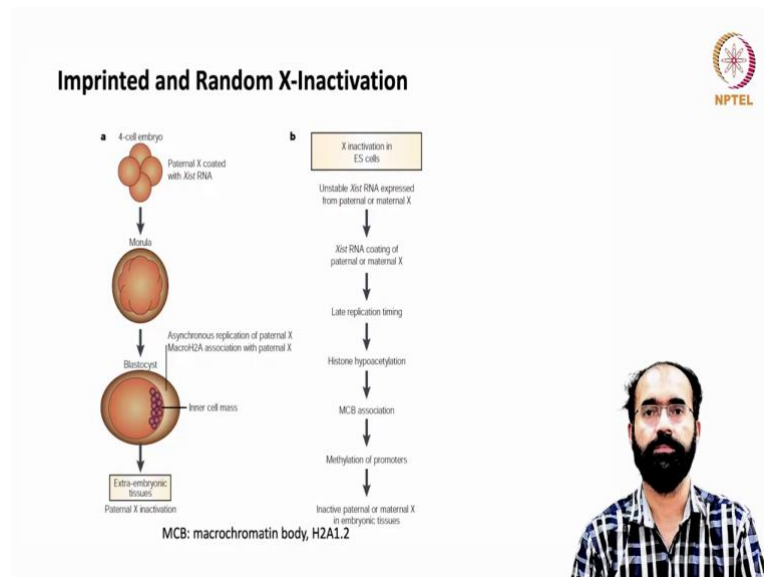 Imprinted and Random X-Inactivation
NPTEL
a 4-cell embryo
Paternal X coated
with Xist RNA
Morula
Asynchronous replication of paternal X
MacroH2A association with paternal X
Blastocyst
Inner cell mass
Extra-embryonic
tissues
Paternal X inactivation
b
X inactivation in
ES cells
Unstable Xist RNA expressed
from paternal or maternal X
Xist RNA coating of
paternal or maternal X
Late replication timing
Histone hypoacetylation
MCB association
Methylation of promoters
Inactive paternal or maternal X
in embryonic tissues
MCB: macrochromatin body, H2A1.2